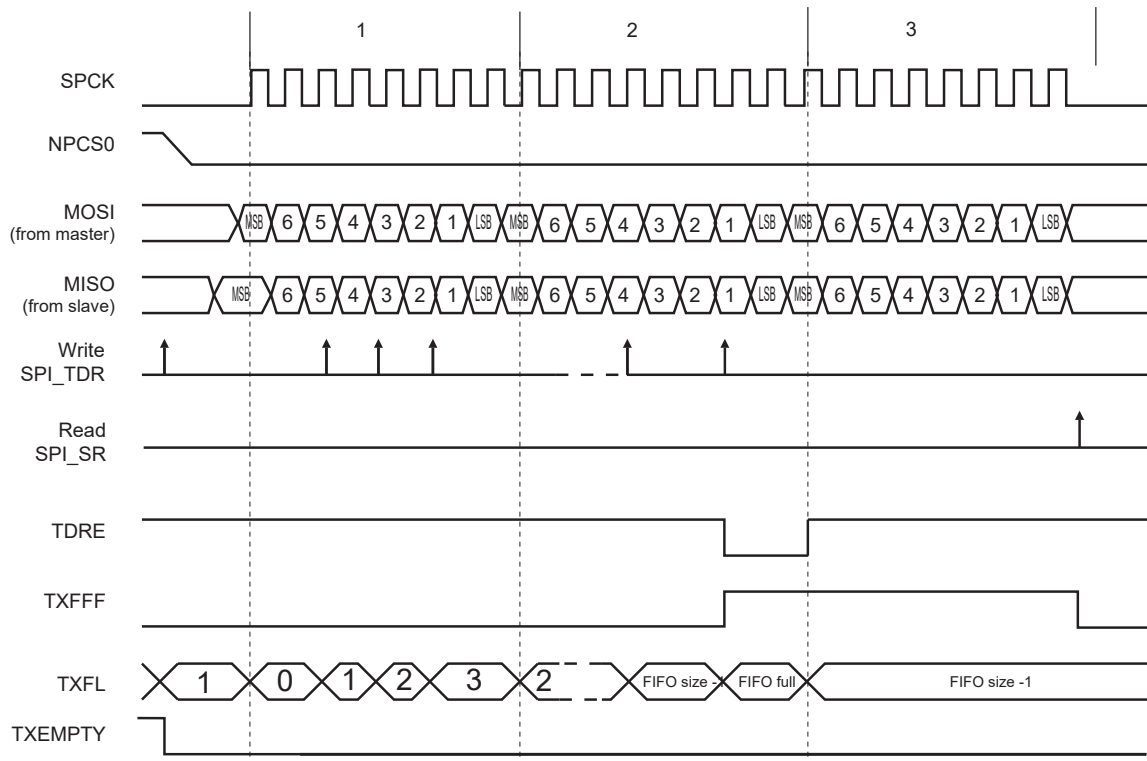 1 2 3
SPCK
NPCS0
MOSI
(from master)
MSB 6 5 4 3 2 1 LSB MSB 6 5 4 3 2 1 LSB MSB 6 5 4 3 2 1 LSB
MISO
(from slave)
MSB 6 5 4 3 2 1 LSB MSB 6 5 4 3 2 1 LSB MSB 6 5 4 3 2 1 LSB
Write
SPI_TDR
Read
SPI_SR
TDRE
TXFFF
TXFL 1 0 1 2 3 2 FIFO size -1 FIFO full FIFO size -1
TXEMPTY